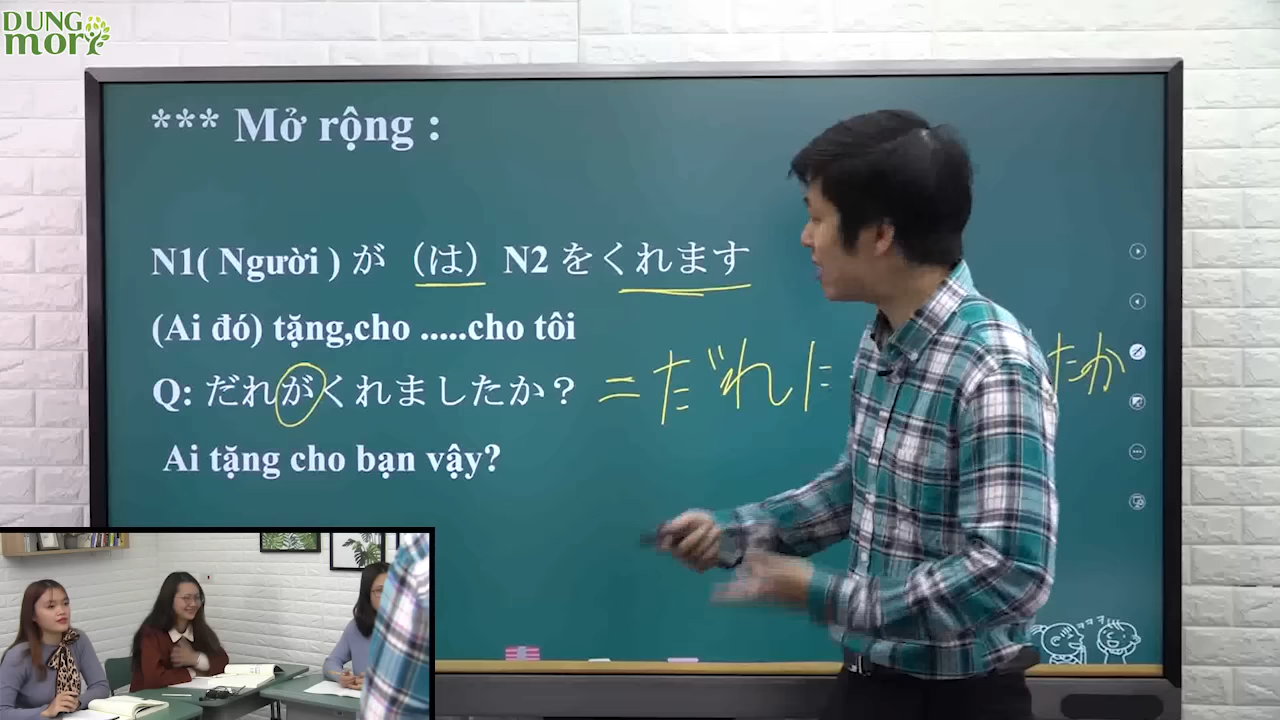 DUNG
mori
*** Mở rộng :
N1( Người ) が（は）N2 をくれます
(Ai đó) tặng,cho .....cho tôi
Q: だれがくれましたか？ = だれに たか
Ai tặng cho bạn vậy?